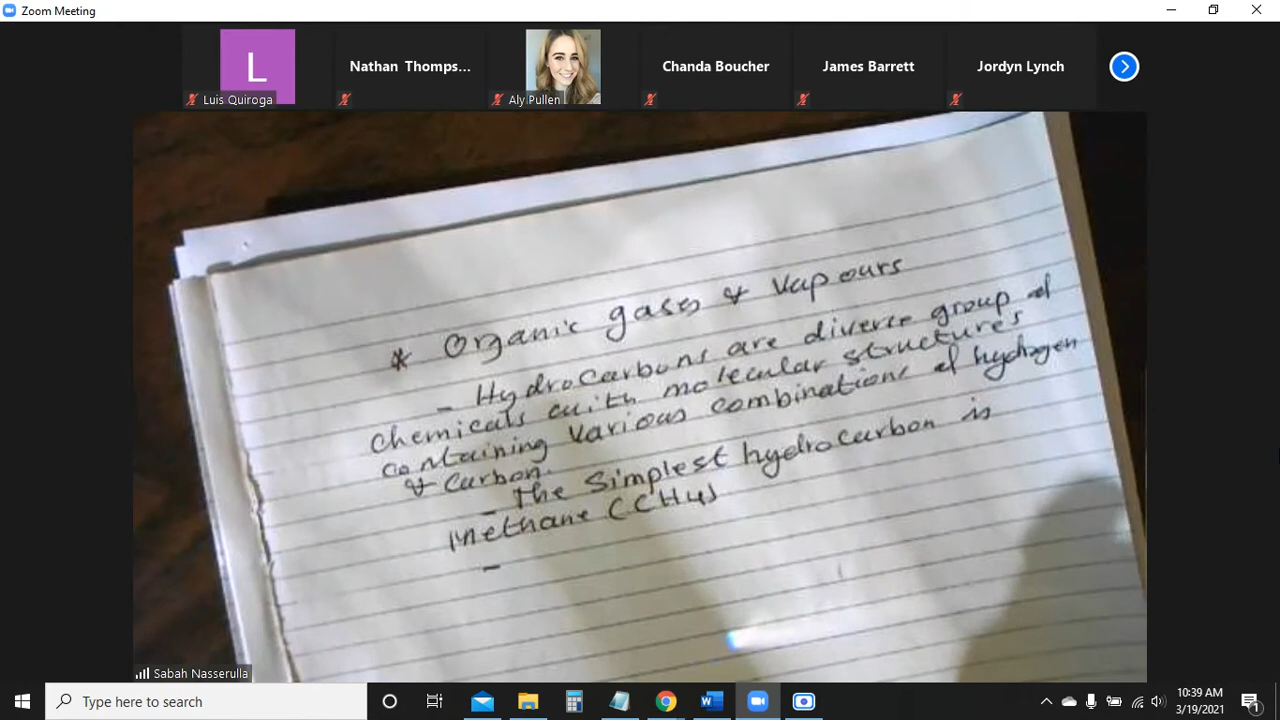 Zoom Meeting
L
Luis Quiroga
Nathan Thomps...
Aly Pullen
Chanda Boucher
James Barrett
Jordyn Lynch
* Organic gases & Vapours
- Hydrocarbons are diverse group of
chemicals with molecular structures
containing various combinations of hydrogen
& Carbon.
- The Simplest hydrocarbon is
Methane (CH4)
-
Sabah Nasserulla
Type here to search
10:39 AM
3/19/2021
1